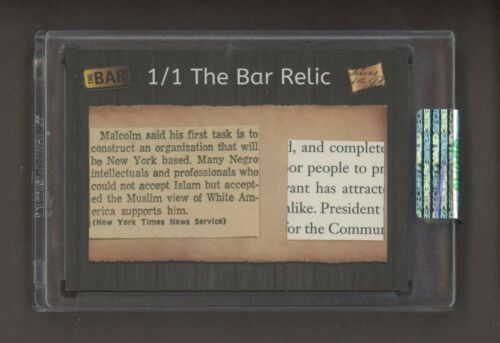 THE BAR
1/1 The Bar Relic
Malcolm said his first task is to
construct an organization that will
be New York based. Many Negro
intellectuals and professionals who
could not accept Islam but accept-
ed the Muslim view of White Am-
erica supports him.
(New York Times News Service)
, and complete
or people to pr
ant has attract
like. President
for the Commun